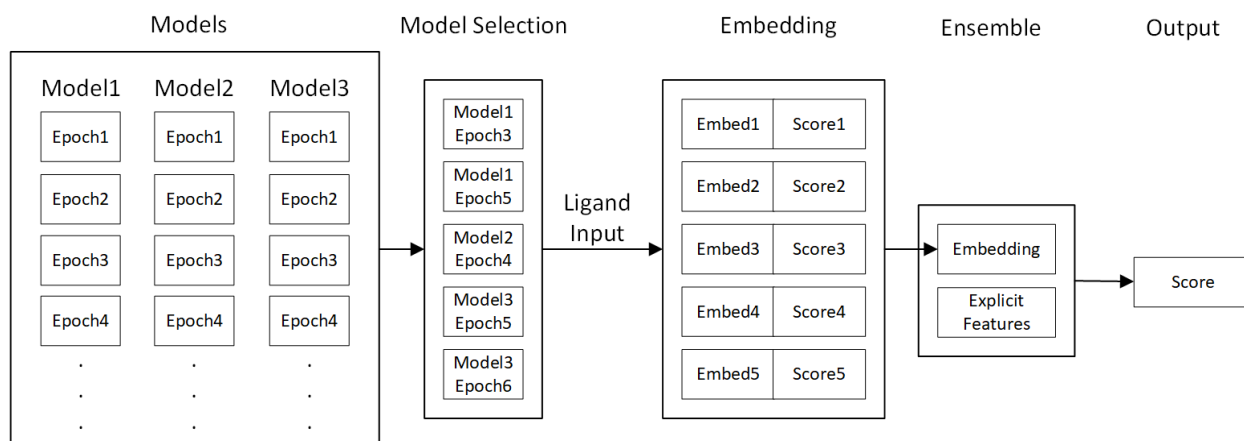 Models
Model Selection
Embedding
Ensemble
Output
Model1 Model2 Model3
Epoch1 Epoch1 Epoch1
Epoch2 Epoch2 Epoch2
Epoch3 Epoch3 Epoch3
Epoch4 Epoch4 Epoch4
. . .
. . .
. . .
Model1
Epoch3
Model1
Epoch5
Model2
Epoch4
Model3
Epoch5
Model3
Epoch6
Ligand
Input
Embed1 Score1
Embed2 Score2
Embed3 Score3
Embed4 Score4
Embed5 Score5
Embedding
Explicit
Features
Score